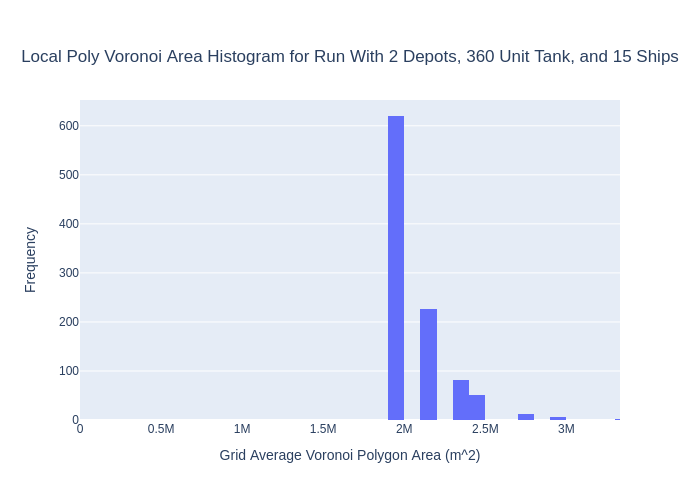 Local Poly Voronoi Area Histogram for Run With 2 Depots, 360 Unit Tank, and 15 Ships
600
500
400
300
200
100
0
Frequency
0 0.5M 1M 1.5M 2M 2.5M 3M
Grid Average Voronoi Polygon Area (m^2)